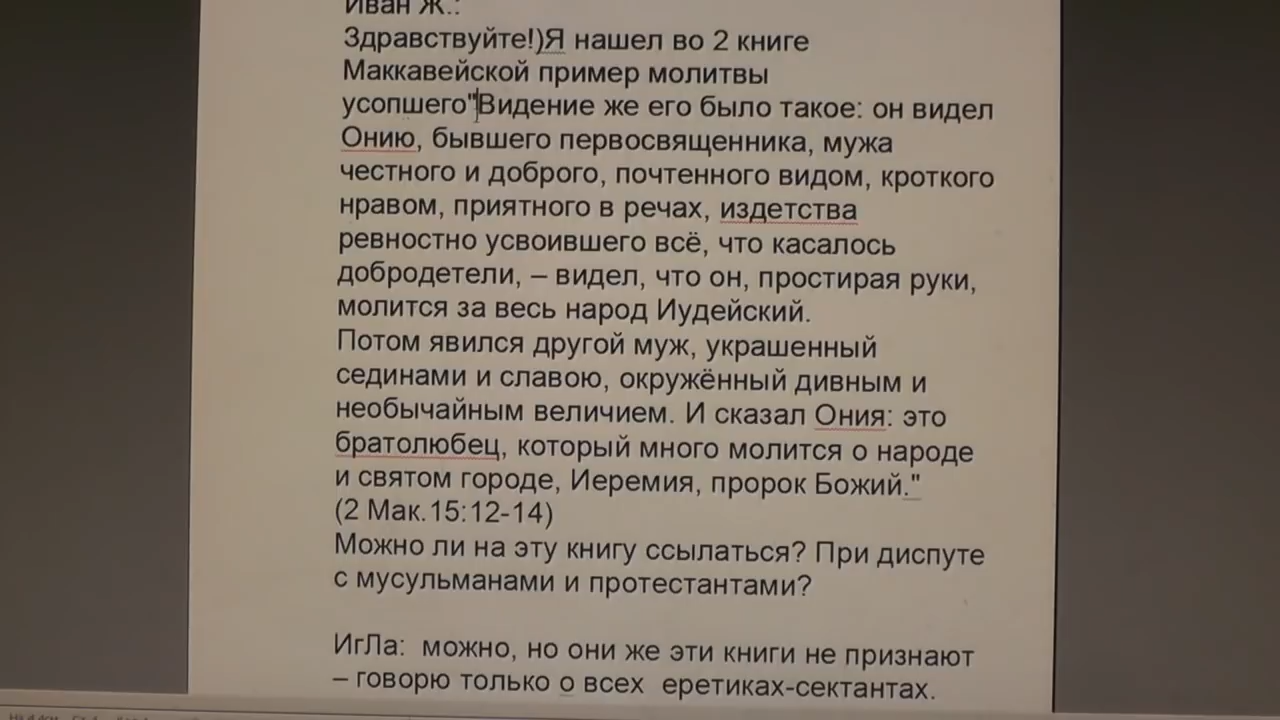 Иван Ж.:
Здравствуйте!)Я нашел во 2 книге
Маккавейской пример молитвы
усопшего"Видение же его было такое: он видел
Онию, бывшего первосвященника, мужа
честного и доброго, почтенного видом, кроткого
нравом, приятного в речах, издетства
ревностно усвоившего всё, что касалось
добродетели, – видел, что он, простирая руки,
молится за весь народ Иудейский.
Потом явился другой муж, украшенный
сединами и славою, окружённый дивным и
необычайным величием. И сказал Ония: это
братолюбец, который много молится о народе
и святом городе, Иеремия, пророк Божий."
(2 Мак.15:12-14)
Можно ли на эту книгу ссылаться? При диспуте
с мусульманами и протестантами?
ИгЛа:  можно, но они же эти книги не признают
– говорю только о всех  еретиках-сектантах.